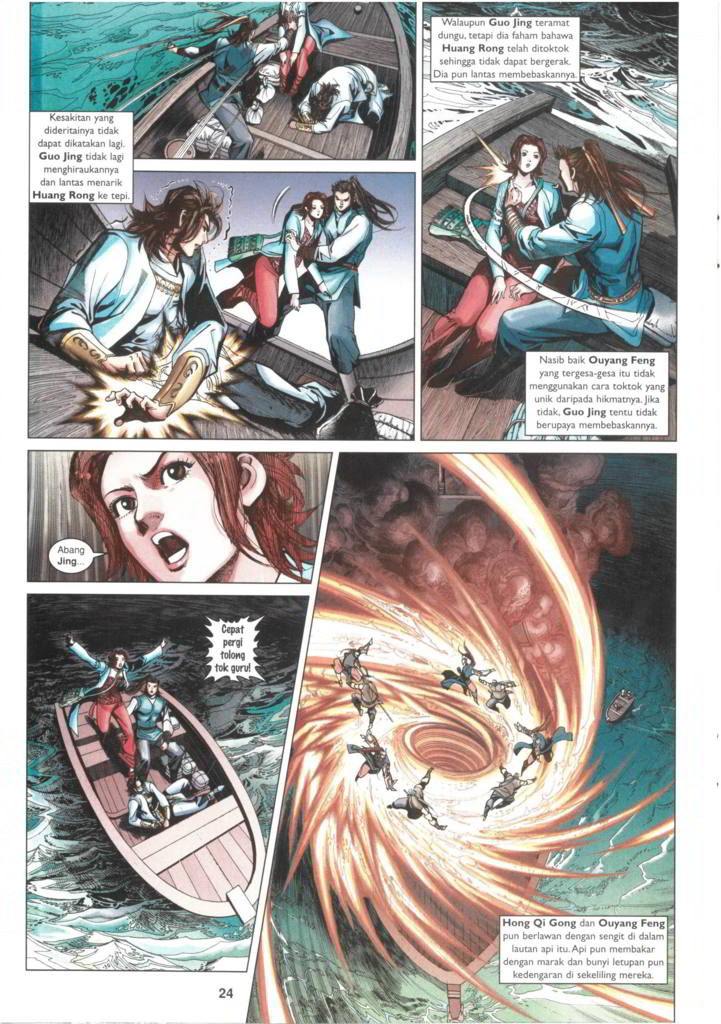 Kesakitan yang
dideritainya tidak
dapat dikatakan lagi.
Guo Jing tidak lagi
menghiraukannya
dan lantas menarik
Huang Rong ke tepi.
Walaupun Guo Jing teramat
dungu, tetapi dia faham bahawa
Huang Rong telah ditoktok
sehingga tidak dapat bergerak.
Dia pun lantas membebaskannya.
Nasib baik Ouyang Feng
yang tergesa-gesa itu tidak
menggunakan cara toktok yang
unik daripada hikmatnya. Jika
tidak, Guo Jing tentu tidak
berupaya membebaskannya.
Abang
Jing...
Cepat
pergi
tolong
tok guru!
Hong Qi Gong dan Ouyang Feng
pun berlawan dengan sengit di dalam
lautan api itu. Api pun membakar
dengan marak dan bunyi letupan pun
kedengaran di sekeliling mereka.
24